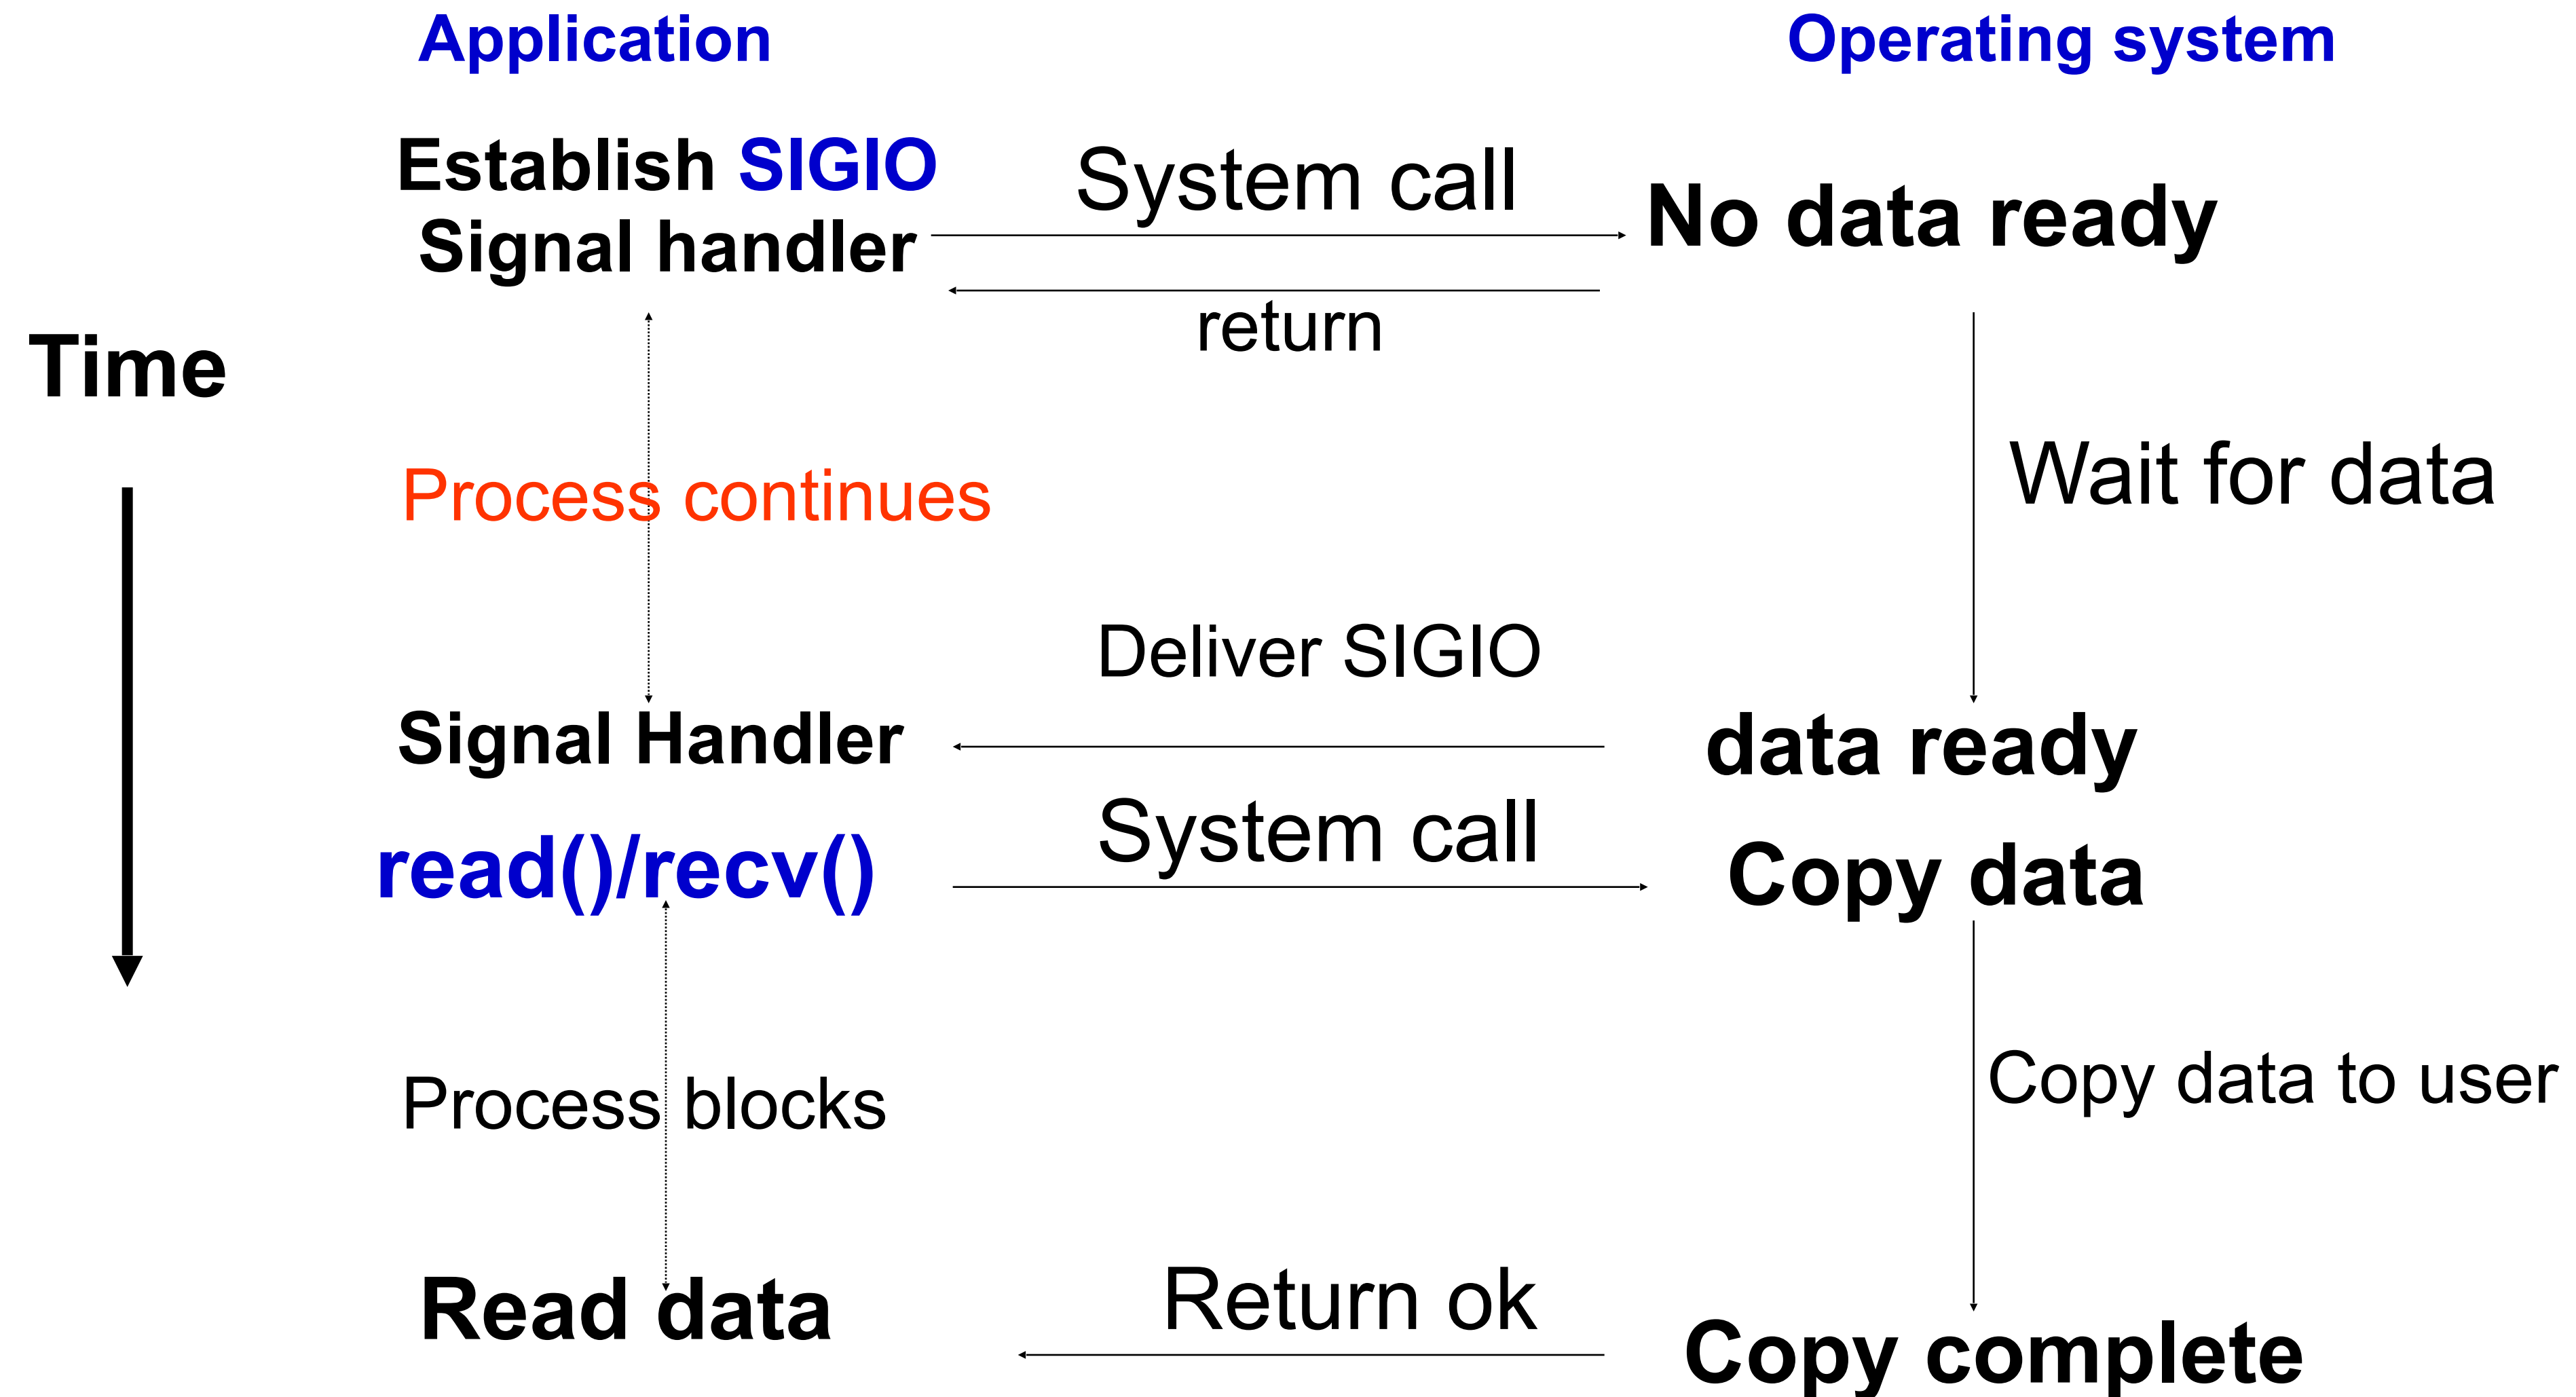 Application
Operating system
Establish SIGIO
Signal handler
System call
No data ready
return
Time
Process continues
Wait for data
Deliver SIGIO
Signal Handler
data ready
System call
read()/recv()
Copy data
Process blocks
Copy data to user
Read data
Return ok
Copy complete